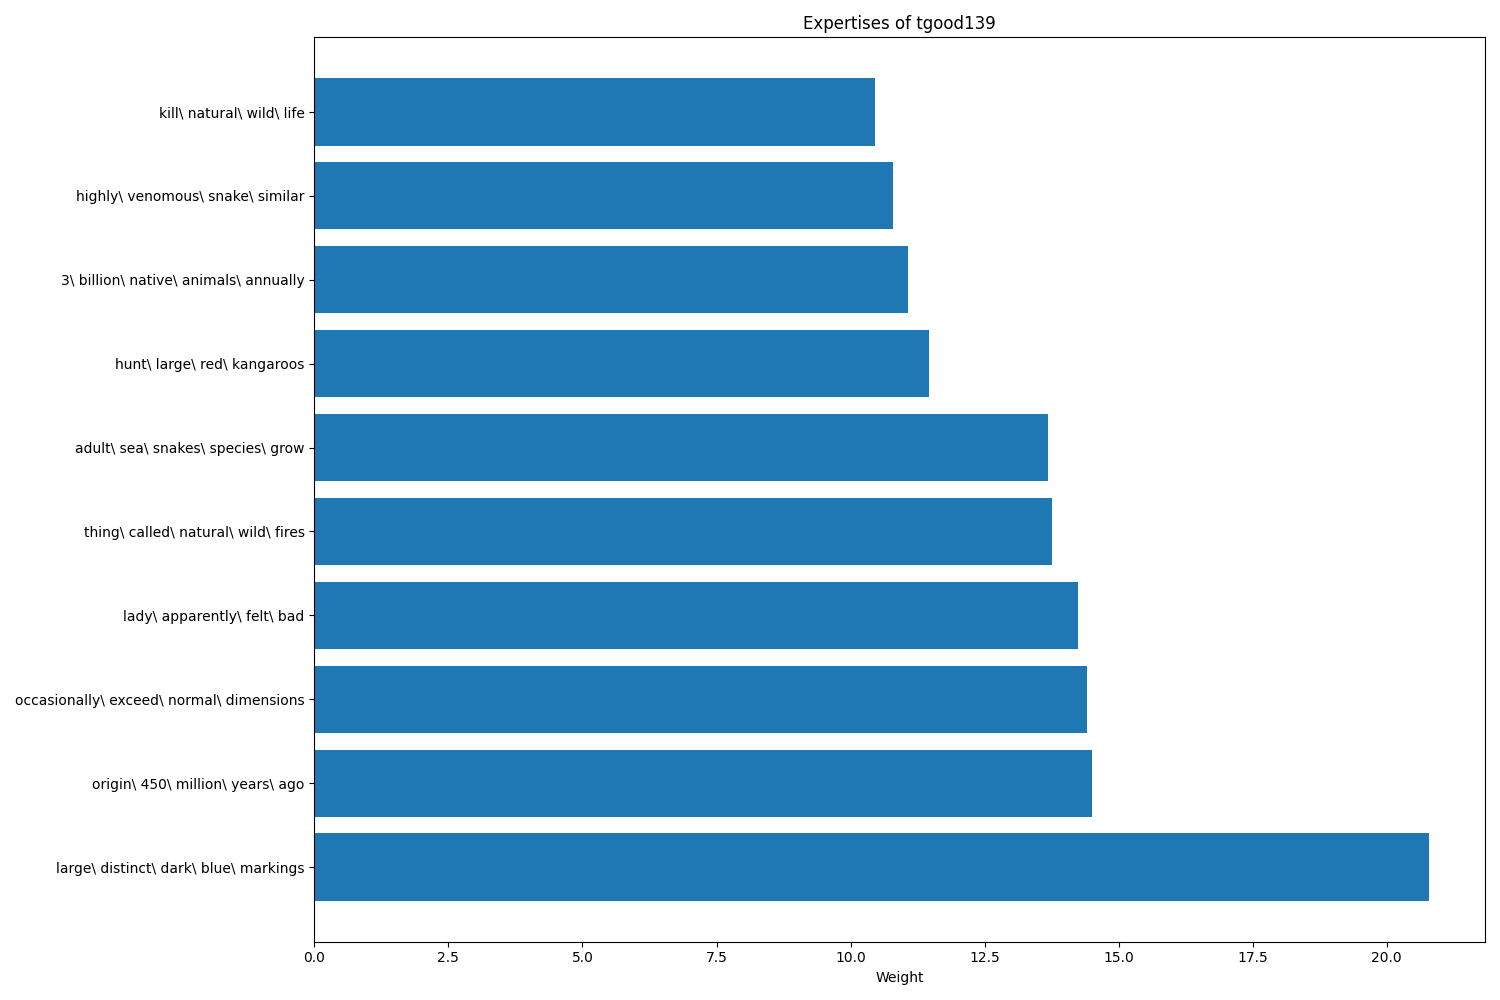 Expertises of tgood139
kill\ natural\ wild\ life
highly\ venomous\ snake\ similar
3\ billion\ native\ animals\ annually
hunt\ large\ red\ kangaroos
adult\ sea\ snakes\ species\ grow
thing\ called\ natural\ wild\ fires
lady\ apparently\ felt\ bad
occasionally\ exceed\ normal\ dimensions
origin\ 450\ million\ years\ ago
large\ distinct\ dark\ blue\ markings
0.0 2.5 5.0 7.5 10.0 12.5 15.0 17.5 20.0
Weight